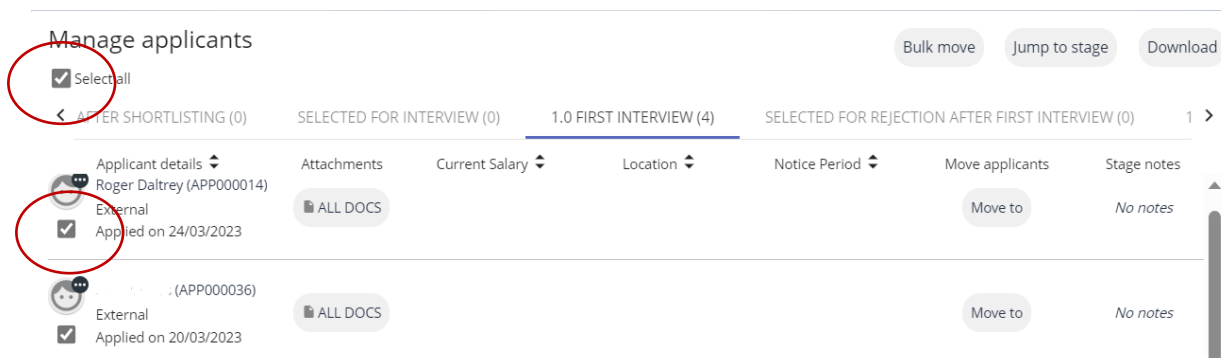 Manage applicants
Bulk move Jump to stage Download
Select all
AFTER SHORTLISTING (0) SELECTED FOR INTERVIEW (0) 1.0 FIRST INTERVIEW (4) SELECTED FOR REJECTION AFTER FIRST INTERVIEW (0) 1
Applicant details Attachments Current Salary Location Notice Period Move applicants Stage notes
Roger Daltrey (APP000014)
External ALL DOCS Move to No notes
Applied on 24/03/2023
(APP000036)
External ALL DOCS Move to No notes
Applied on 20/03/2023